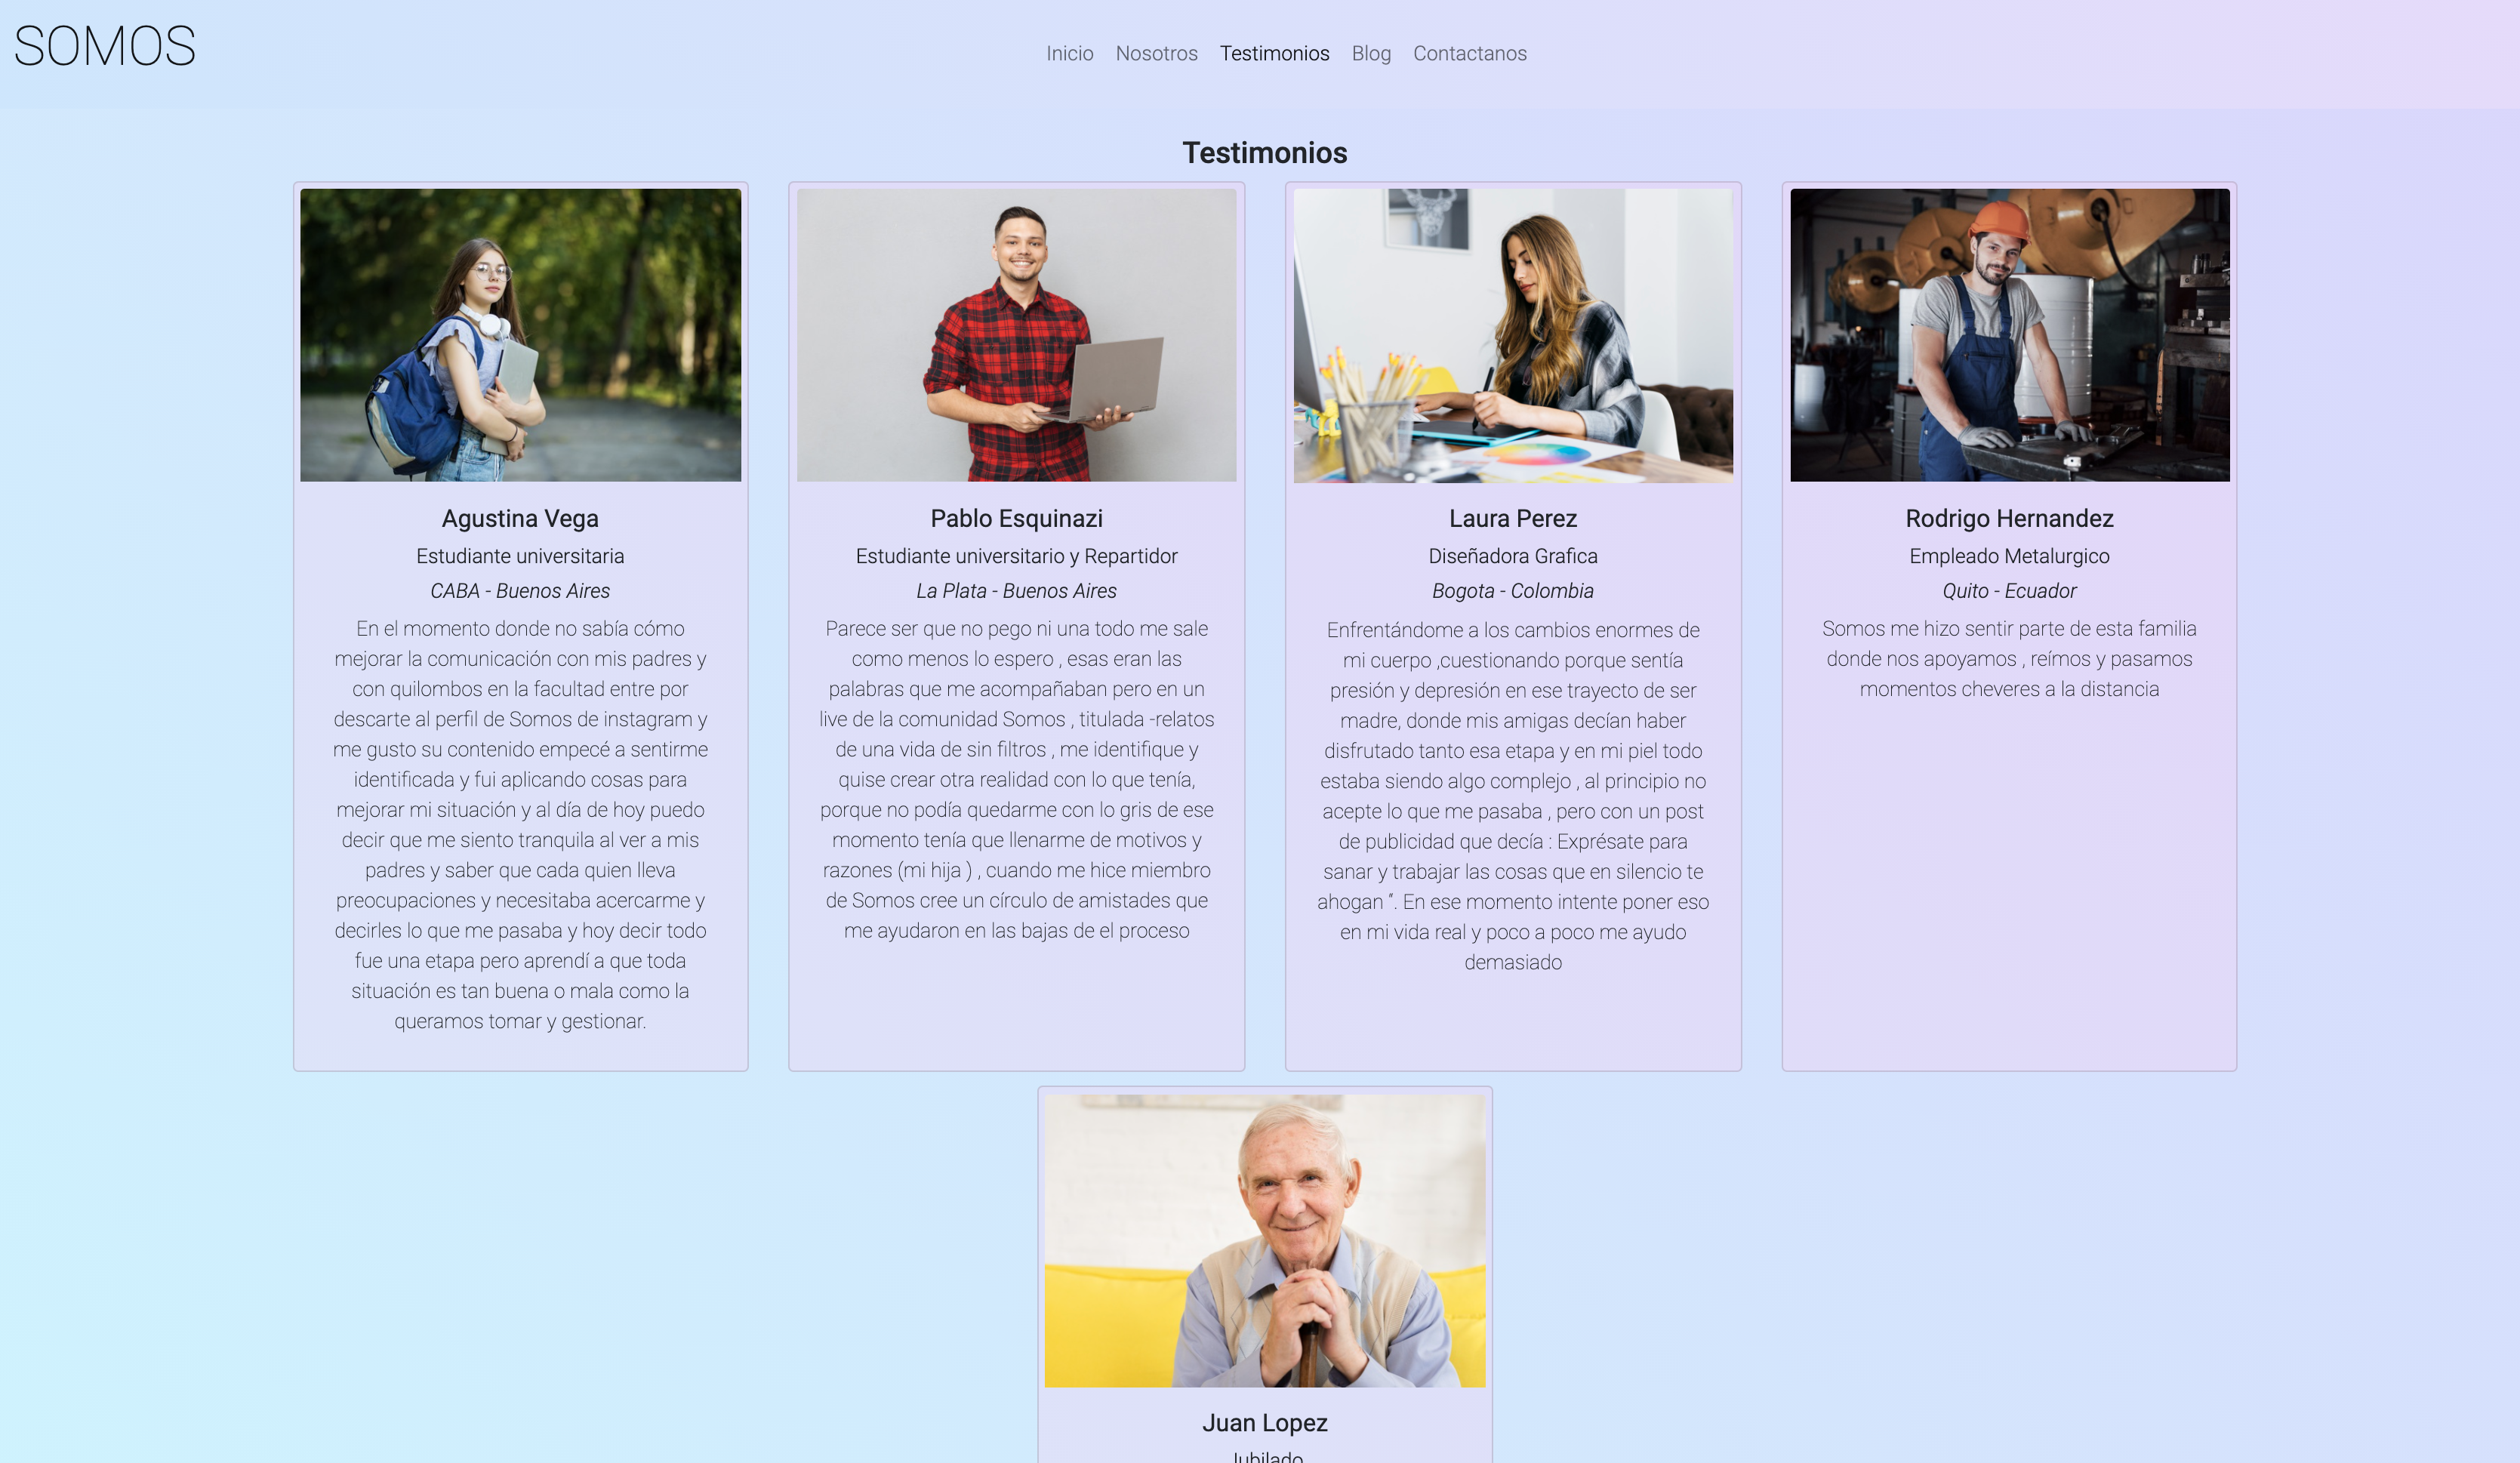 SOMOS
Inicio Nosotros Testimonios Blog Contactanos
Testimonios
Agustina Vega
Estudiante universitaria
CABA - Buenos Aires
En el momento donde no sabía cómo
mejorar la comunicación con mis padres y
con quilombos en la facultad entre por
descarte al perfil de Somos de instagram y
me gusto su contenido empecé a sentirme
identificada y fui aplicando cosas para
mejorar mi situación y al día de hoy puedo
decir que me siento tranquila al ver a mis
padres y saber que cada quien lleva
preocupaciones y necesitaba acercarme y
decirles lo que me pasaba y hoy decir todo
fue una etapa pero aprendí a que toda
situación es tan buena o mala como la
queramos tomar y gestionar.
Pablo Esquinazi
Estudiante universitario y Repartidor
La Plata - Buenos Aires
Parece ser que no pego ni una todo me sale
como menos lo espero , esas eran las
palabras que me acompañaban pero en un
live de la comunidad Somos , titulada -relatos
de una vida de sin filtros , me identifique y
quise crear otra realidad con lo que tenía,
porque no podía quedarme con lo gris de ese
momento tenía que llenarme de motivos y
razones (mi hija ) , cuando me hice miembro
de Somos cree un círculo de amistades que
me ayudaron en las bajas de el proceso
Laura Perez
Diseñadora Grafica
Bogota - Colombia
Enfrentándome a los cambios enormes de
mi cuerpo ,cuestionando porque sentía
presión y depresión en ese trayecto de ser
madre, donde mis amigas decían haber
disfrutado tanto esa etapa y en mi piel todo
estaba siendo algo complejo , al principio no
acepte lo que me pasaba , pero con un post
de publicidad que decía : Exprésate para
sanar y trabajar las cosas que en silencio te
ahogan “. En ese momento intente poner eso
en mi vida real y poco a poco me ayudo
demasiado
Rodrigo Hernandez
Empleado Metalurgico
Quito - Ecuador
Somos me hizo sentir parte de esta familia
donde nos apoyamos , reímos y pasamos
momentos cheveres a la distancia
Juan Lopez
Jubilado